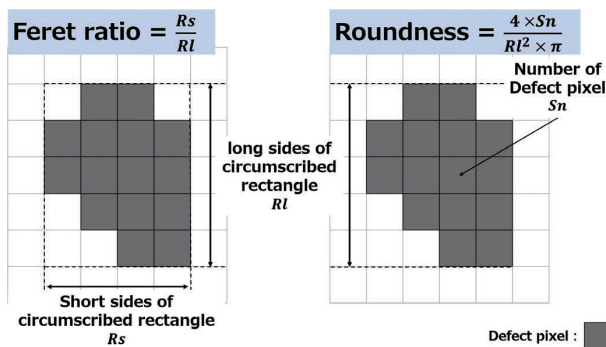 Feret ratio = Rs/Rl
Roundness = 4 × Sn/Rl² × π
Number of
Defect pixel
Sn
long sides of
circumscribed
rectangle
Rl
Short sides of
circumscribed rectangle
Rs
Defect pixel :